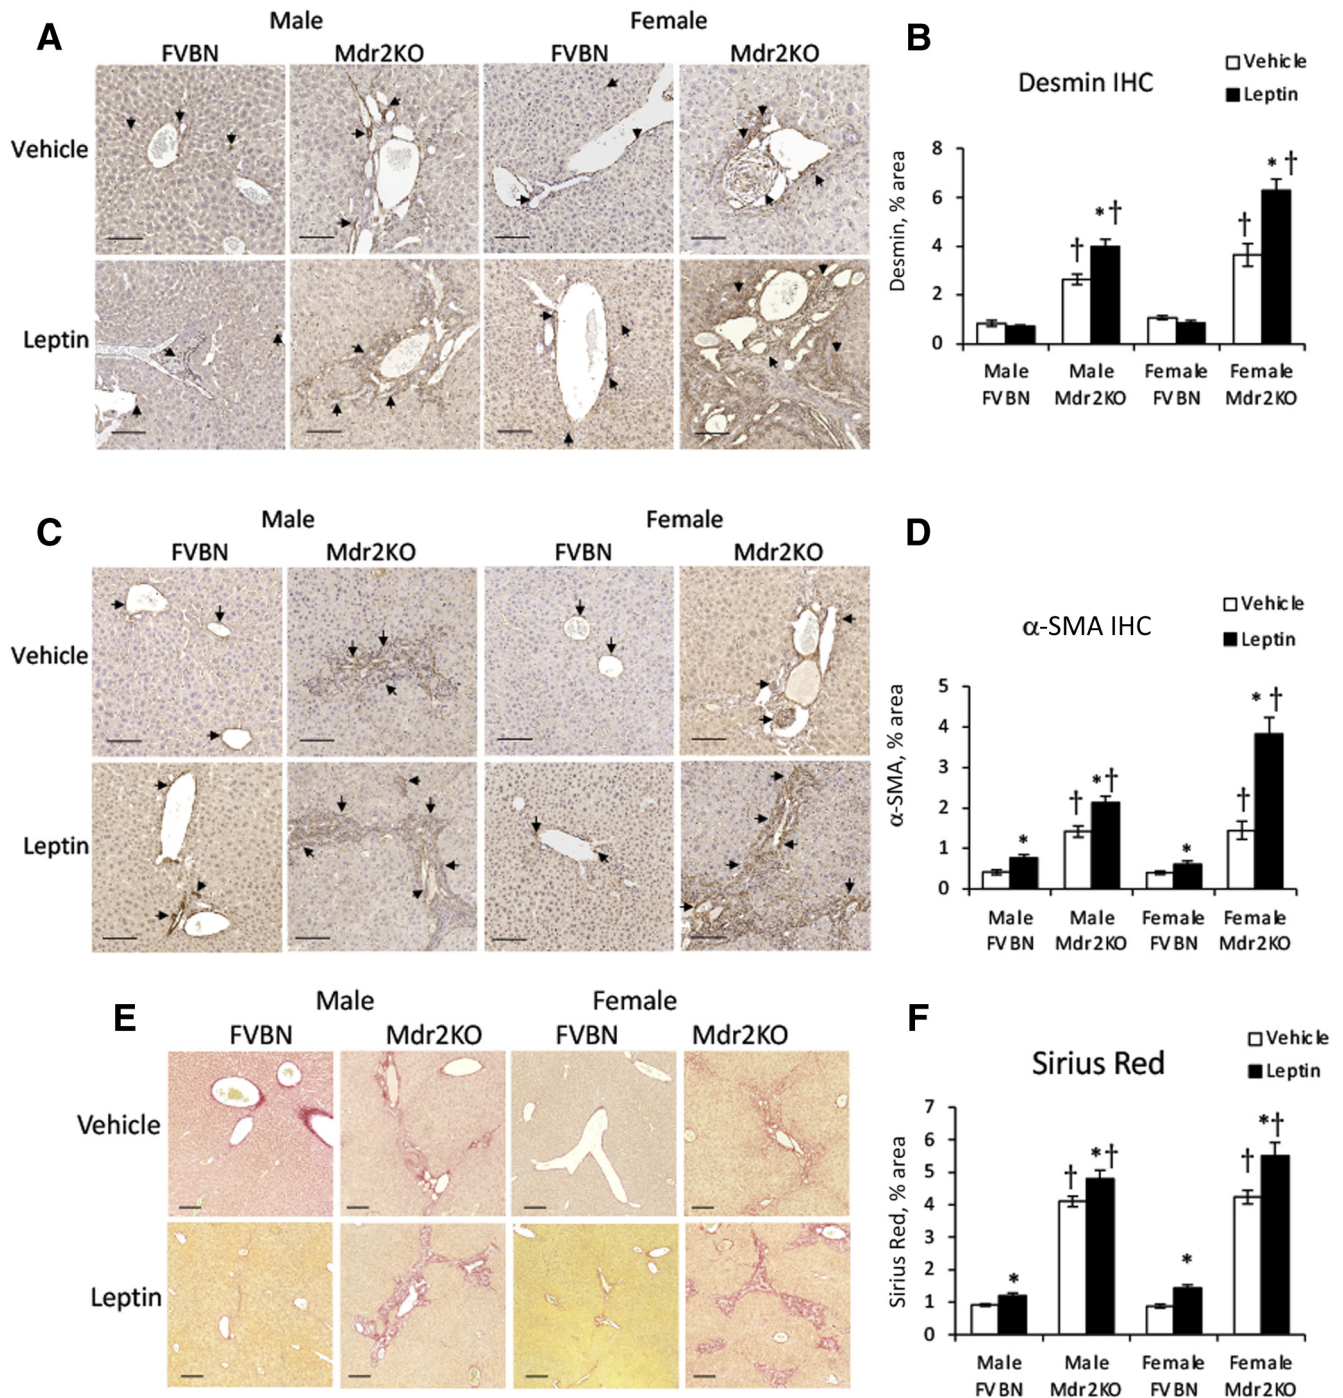 A
Male
Female
FVBN
Mdr2KO
FVBN
Mdr2KO
Vehicle
Leptin
B
Desmin IHC
Vehicle
Leptin
Desmin, % area
8
6
4
2
0
†
*†
†
*†
Male
FVBN
Male
Mdr2KO
Female
FVBN
Female
Mdr2KO
C
Male
Female
FVBN
Mdr2KO
FVBN
Mdr2KO
Vehicle
Leptin
D
α-SMA IHC
Vehicle
Leptin
α-SMA, % area
5
4
3
2
1
0
*
†
*†
*
†
*†
Male
FVBN
Male
Mdr2KO
Female
FVBN
Female
Mdr2KO
E
Male
Female
FVBN
Mdr2KO
FVBN
Mdr2KO
Vehicle
Leptin
F
Sirius Red
Vehicle
Leptin
Sirius Red, % area
7
6
5
4
3
2
1
0
*
†
*†
*
†
*†
Male
FVBN
Male
Mdr2KO
Female
FVBN
Female
Mdr2KO